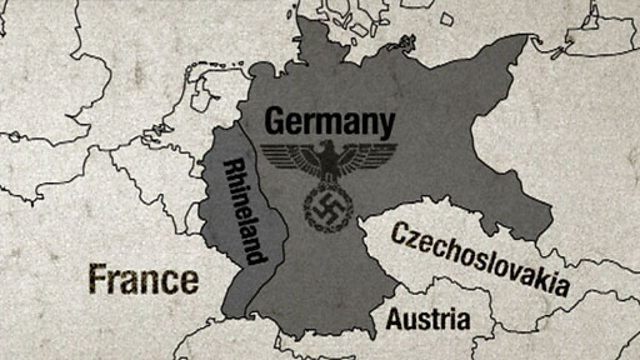 Germany
Rhineland
Czechoslovakia
France
Austria